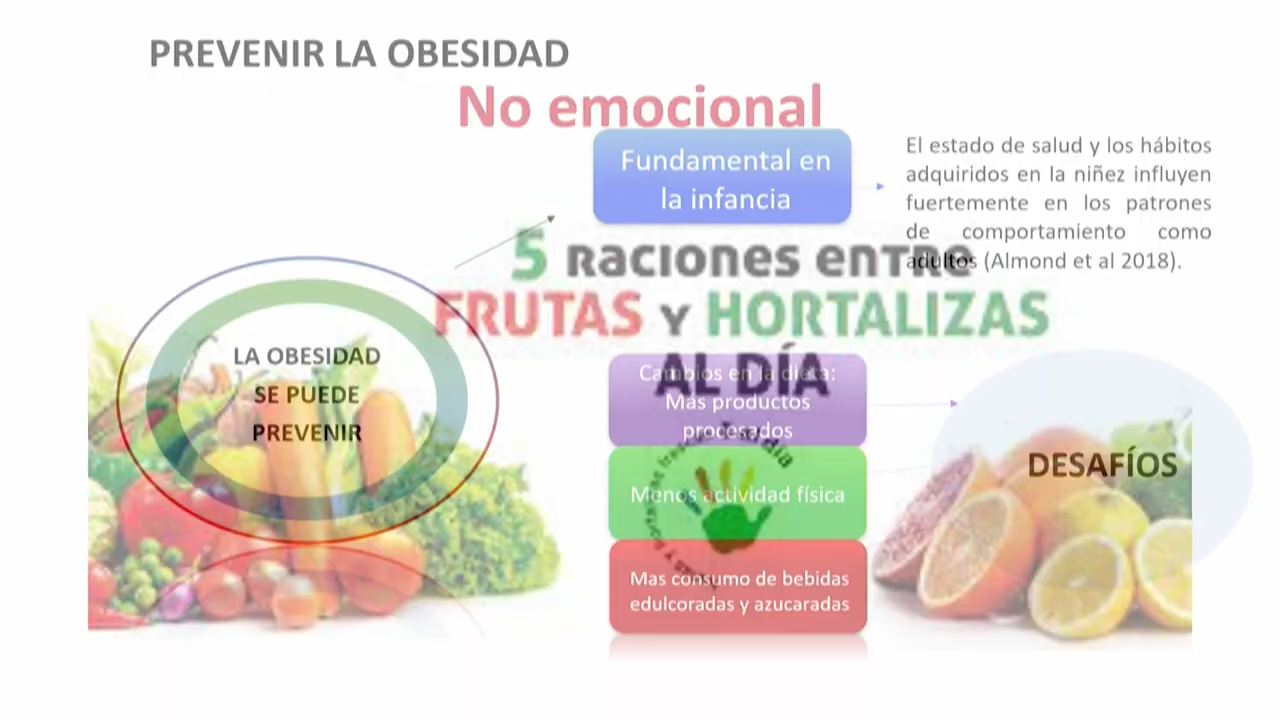 PREVENIR LA OBESIDAD
No emocional
Fundamental en
la infancia
El estado de salud y los hábitos
adquiridos en la niñez influyen
fuertemente en los patrones
de comportamiento como
adultos (Almond et al 2018).
5 RACIONES ENTRE
FRUTAS Y HORTALIZAS
AL DÍA
LA OBESIDAD
SE PUEDE
PREVENIR
Cambios en la dieta:
Más productos
procesados
Menos actividad física
Mas consumo de bebidas
edulcoradas y azucaradas
DESAFÍOS